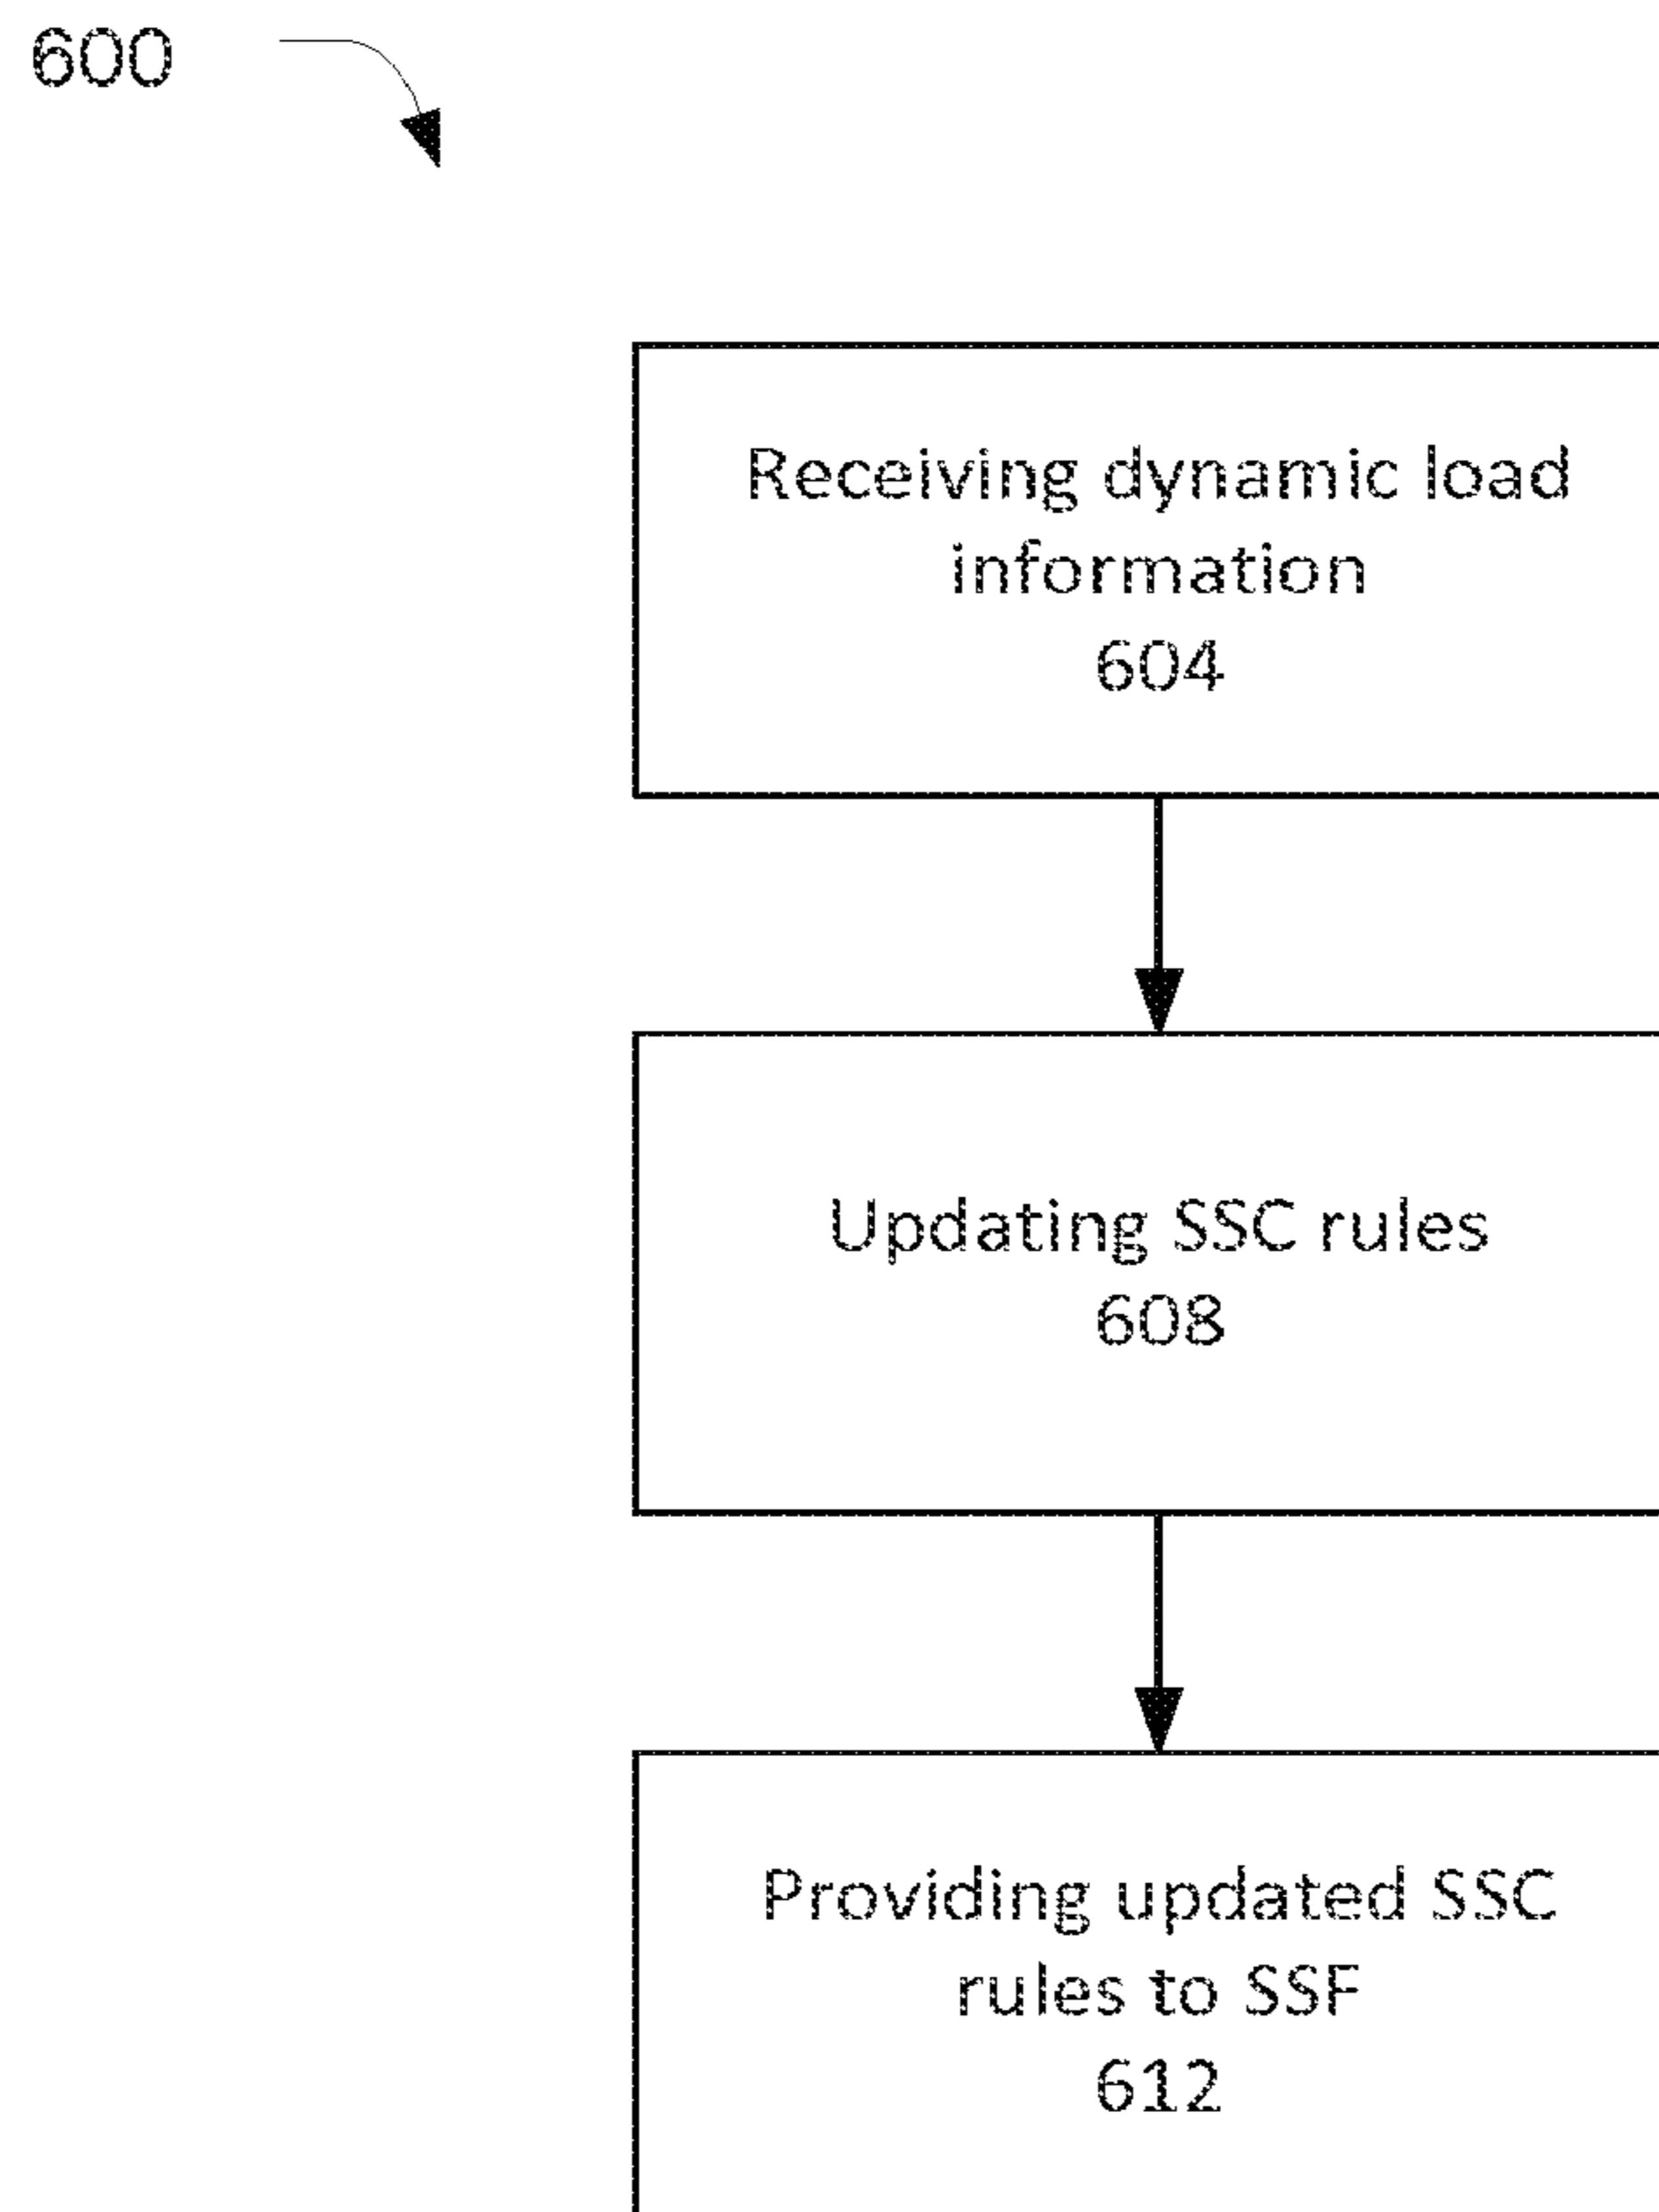 600
Receiving dynamic load
information
604
Updating SSC rules
608
Providing updated SSC
rules to SSF
612